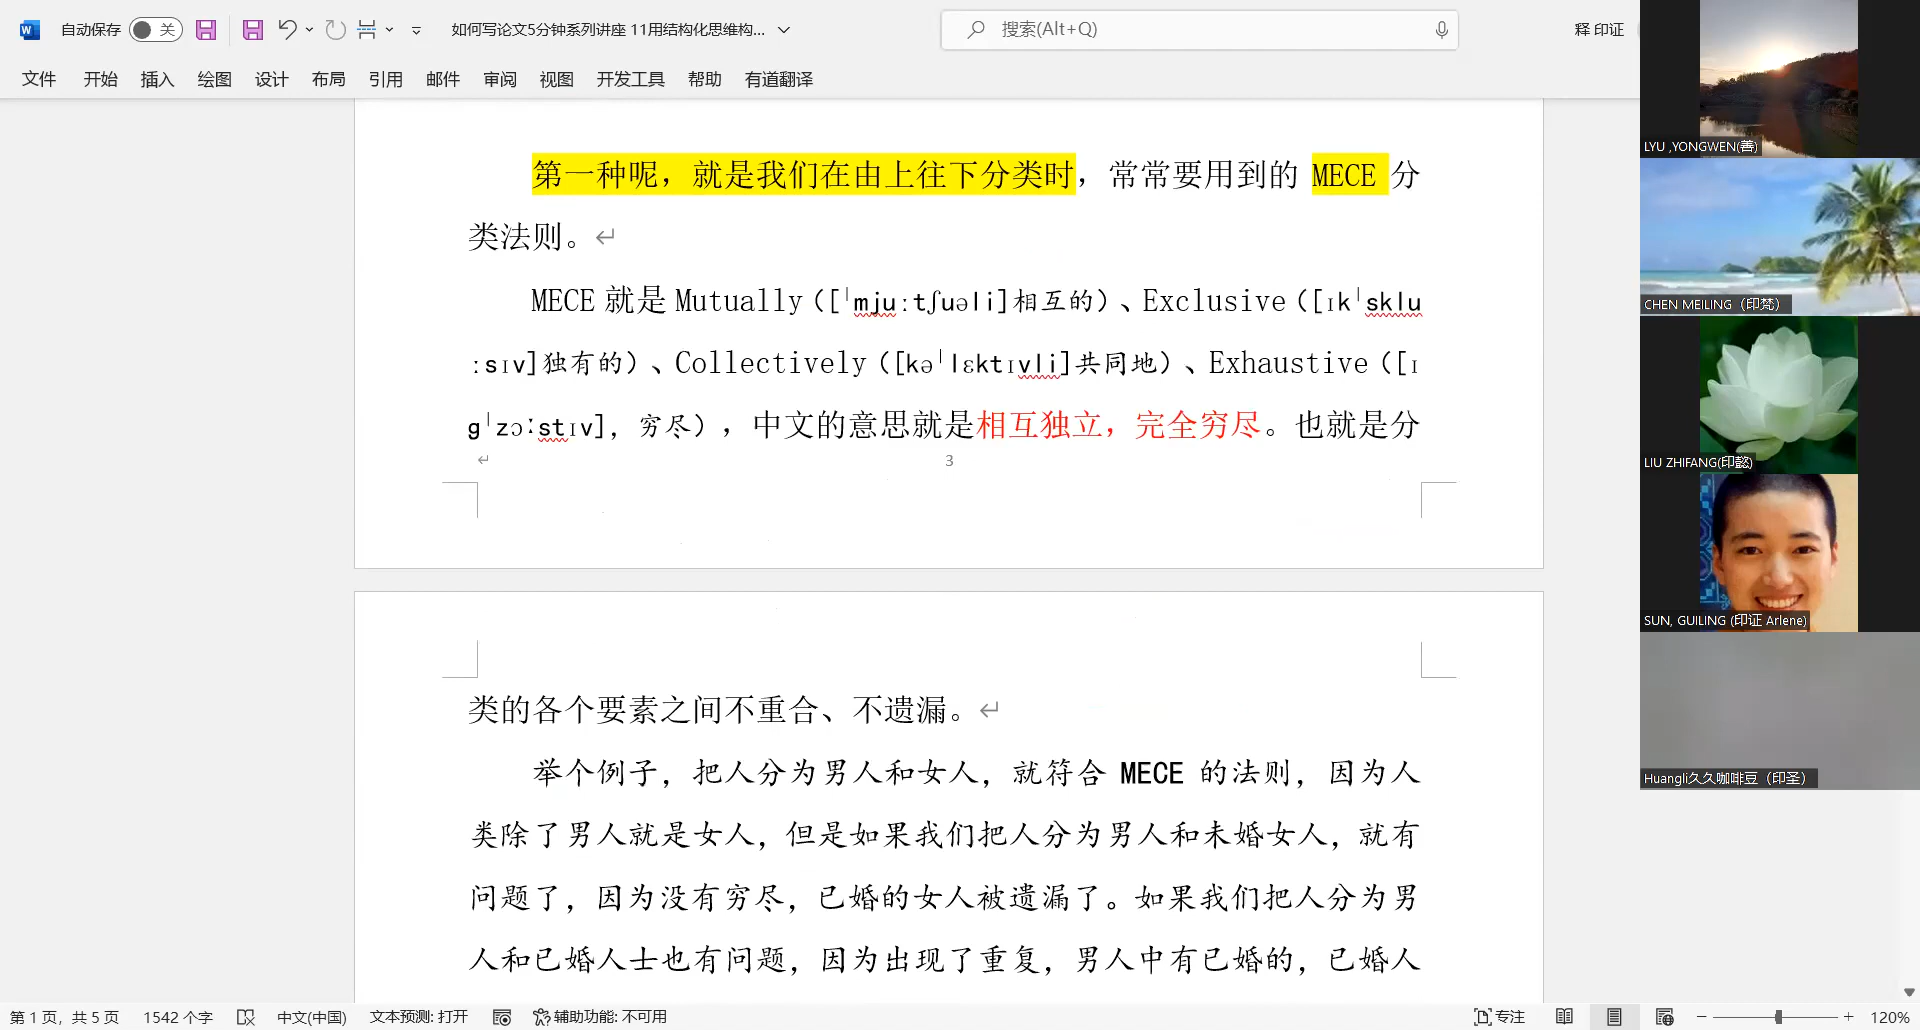 自动保存 关 如何写论文5分钟系列讲座 11用结构化思维构... 搜索(Alt+Q) 释 印证
文件 开始 插入 绘图 设计 布局 引用 邮件 审阅 视图 开发工具 帮助 有道翻译
第一种呢，就是我们在由上往下分类时，常常要用到的 MECE 分
类法则。↵
MECE 就是 Mutually（[ˈmjuːtʃuəli]相互的）、Exclusive（[ɪkˈsklu
ːsɪv]独有的）、Collectively（[kəˈlɛktɪvli]共同地）、Exhaustive（[ɪ
gˈzɔːstɪv]，穷尽），中文的意思就是相互独立，完全穷尽。也就是分
↵ 3
类的各个要素之间不重合、不遗漏。↵
举个例子，把人分为男人和女人，就符合 MECE 的法则，因为人
类除了男人就是女人，但是如果我们把人分为男人和未婚女人，就有
问题了，因为没有穷尽，已婚的女人被遗漏了。如果我们把人分为男
人和已婚人士也有问题，因为出现了重复，男人中有已婚的，已婚人
LYU ,YONGWEN(善)
CHEN MEILING（印梵）
LIU ZHIFANG(印懿)
SUN, GUILING (印证 Arlene)
Huangli久久咖啡豆（印圣）
第 1 页，共 5 页 1542 个字 中文(中国) 文本预测: 打开 辅助功能: 不可用 专注 120%